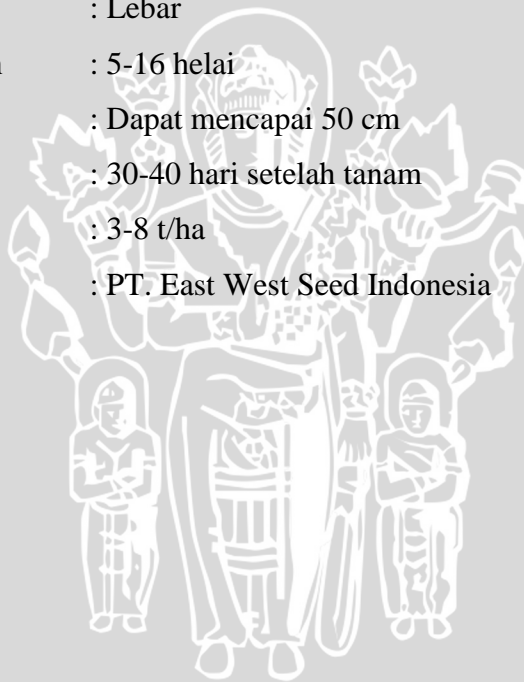 : Lebar
: 5-16 helai
: Dapat mencapai 50 cm
: 30-40 hari setelah tanam
: 3-8 t/ha
: PT. East West Seed Indonesia